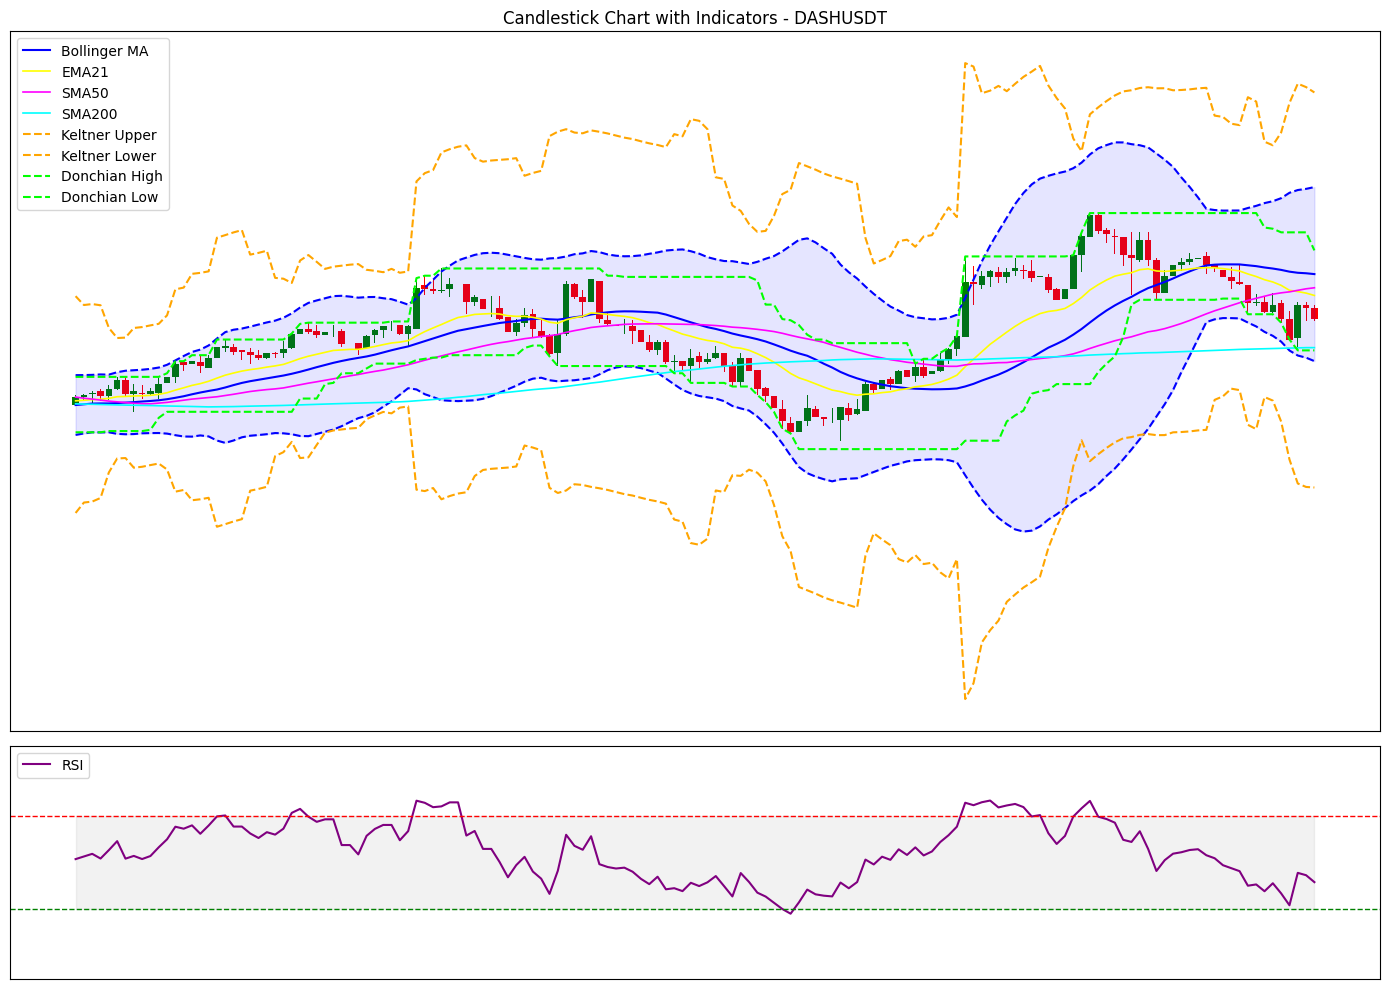 Candlestick Chart with Indicators - DASHUSDT
Bollinger MA
EMA21
SMA50
SMA200
Keltner Upper
Keltner Lower
Donchian High
Donchian Low
RSI